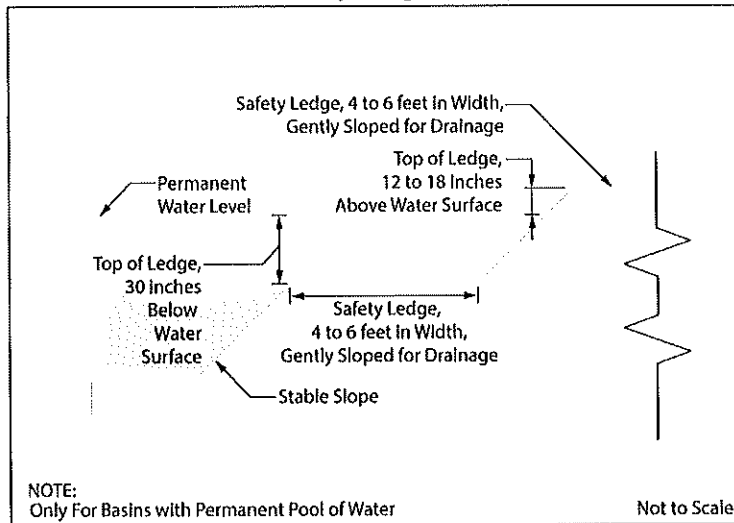 Safety Ledge, 4 to 6 feet in Width,
Gently Sloped for Drainage
Top of Ledge,
12 to 18 Inches
Above Water Surface
Permanent
Water Level
Top of Ledge,
30 inches
Below
Water
Surface
Safety Ledge,
4 to 6 feet in Width,
Gently Sloped for Drainage
Stable Slope
NOTE:
Only For Basins with Permanent Pool of Water
Not to Scale